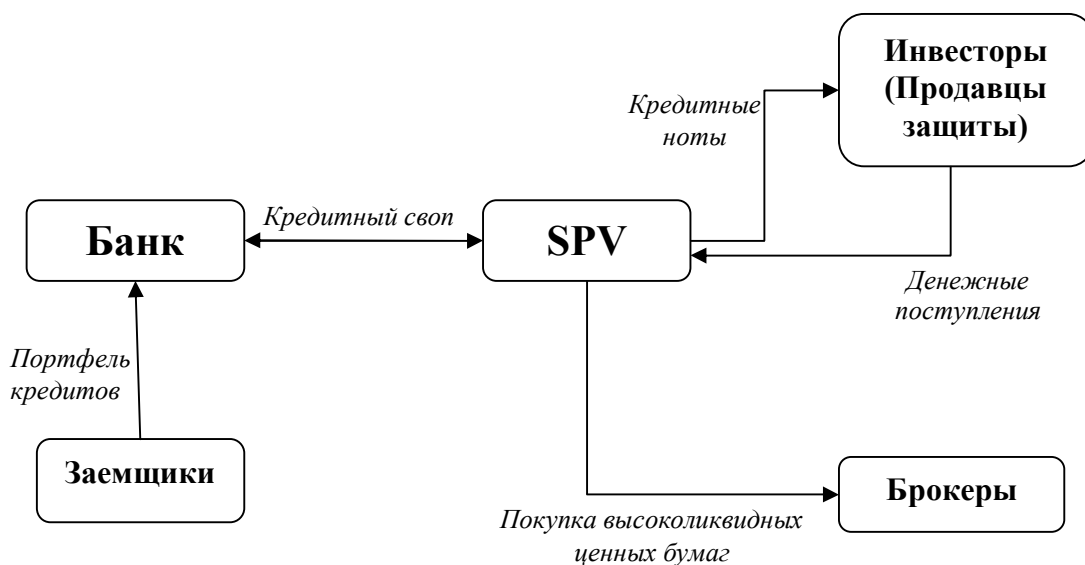 Инвесторы
(Продавцы
защиты)
Кредитные
ноты
Банк
Кредитный своп
SPV
Денежные
поступления
Портфель
кредитов
Заемщики
Брокеры
Покупка высоколиквидных
ценных бумаг